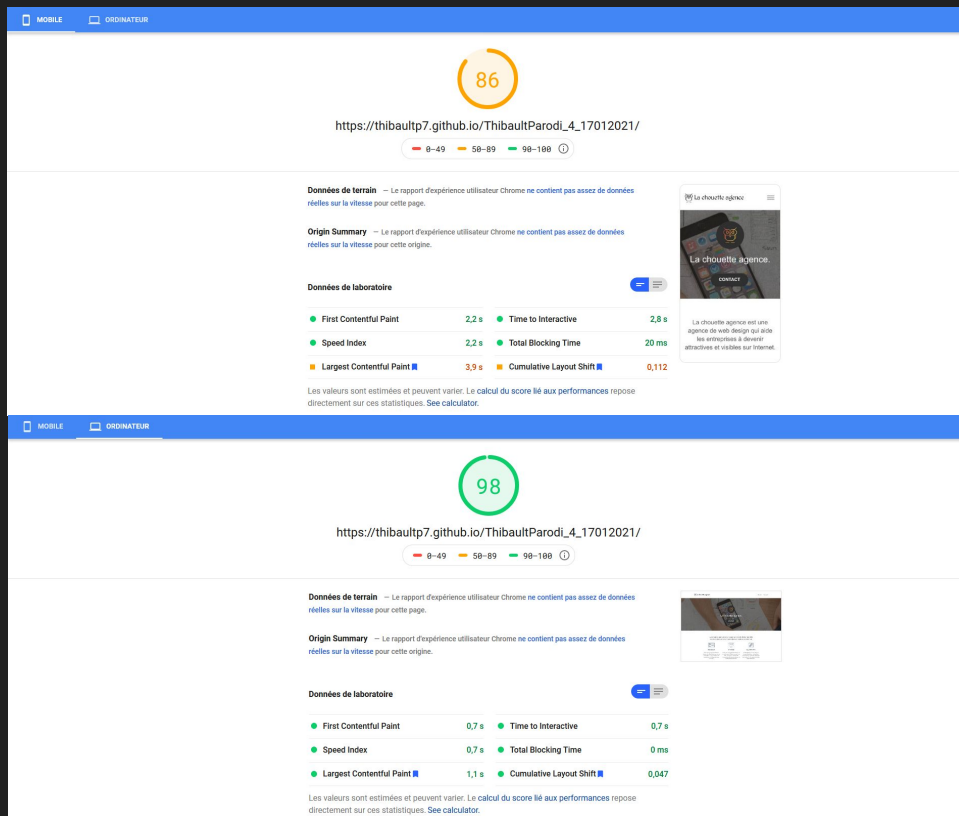 MOBILE ORDINATEUR
86
https://thibaultp7.github.io/ThibaultParodi_4_17012021/
0–49 50–89 90–100
Données de terrain — Le rapport d'expérience utilisateur Chrome ne contient pas assez de données
réelles sur la vitesse pour cette page.
Origin Summary — Le rapport d'expérience utilisateur Chrome ne contient pas assez de données
réelles sur la vitesse pour cette origine.
Données de laboratoire
First Contentful Paint 2,2 s Time to Interactive 2,8 s
Speed Index 2,2 s Total Blocking Time 20 ms
Largest Contentful Paint 3,9 s Cumulative Layout Shift 0,112
Les valeurs sont estimées et peuvent varier. Le calcul du score lié aux performances repose
directement sur ces statistiques. See calculator.
La chouette agence
La chouette agence.
CONTACT
La chouette agence est une
agence de web design qui aide
les entreprises à devenir
attractives et visibles sur Internet.
MOBILE ORDINATEUR
98
https://thibaultp7.github.io/ThibaultParodi_4_17012021/
0–49 50–89 90–100
Données de terrain — Le rapport d'expérience utilisateur Chrome ne contient pas assez de données
réelles sur la vitesse pour cette page.
Origin Summary — Le rapport d'expérience utilisateur Chrome ne contient pas assez de données
réelles sur la vitesse pour cette origine.
Données de laboratoire
First Contentful Paint 0,7 s Time to Interactive 0,7 s
Speed Index 0,7 s Total Blocking Time 0 ms
Largest Contentful Paint 1,1 s Cumulative Layout Shift 0,047
Les valeurs sont estimées et peuvent varier. Le calcul du score lié aux performances repose
directement sur ces statistiques. See calculator.